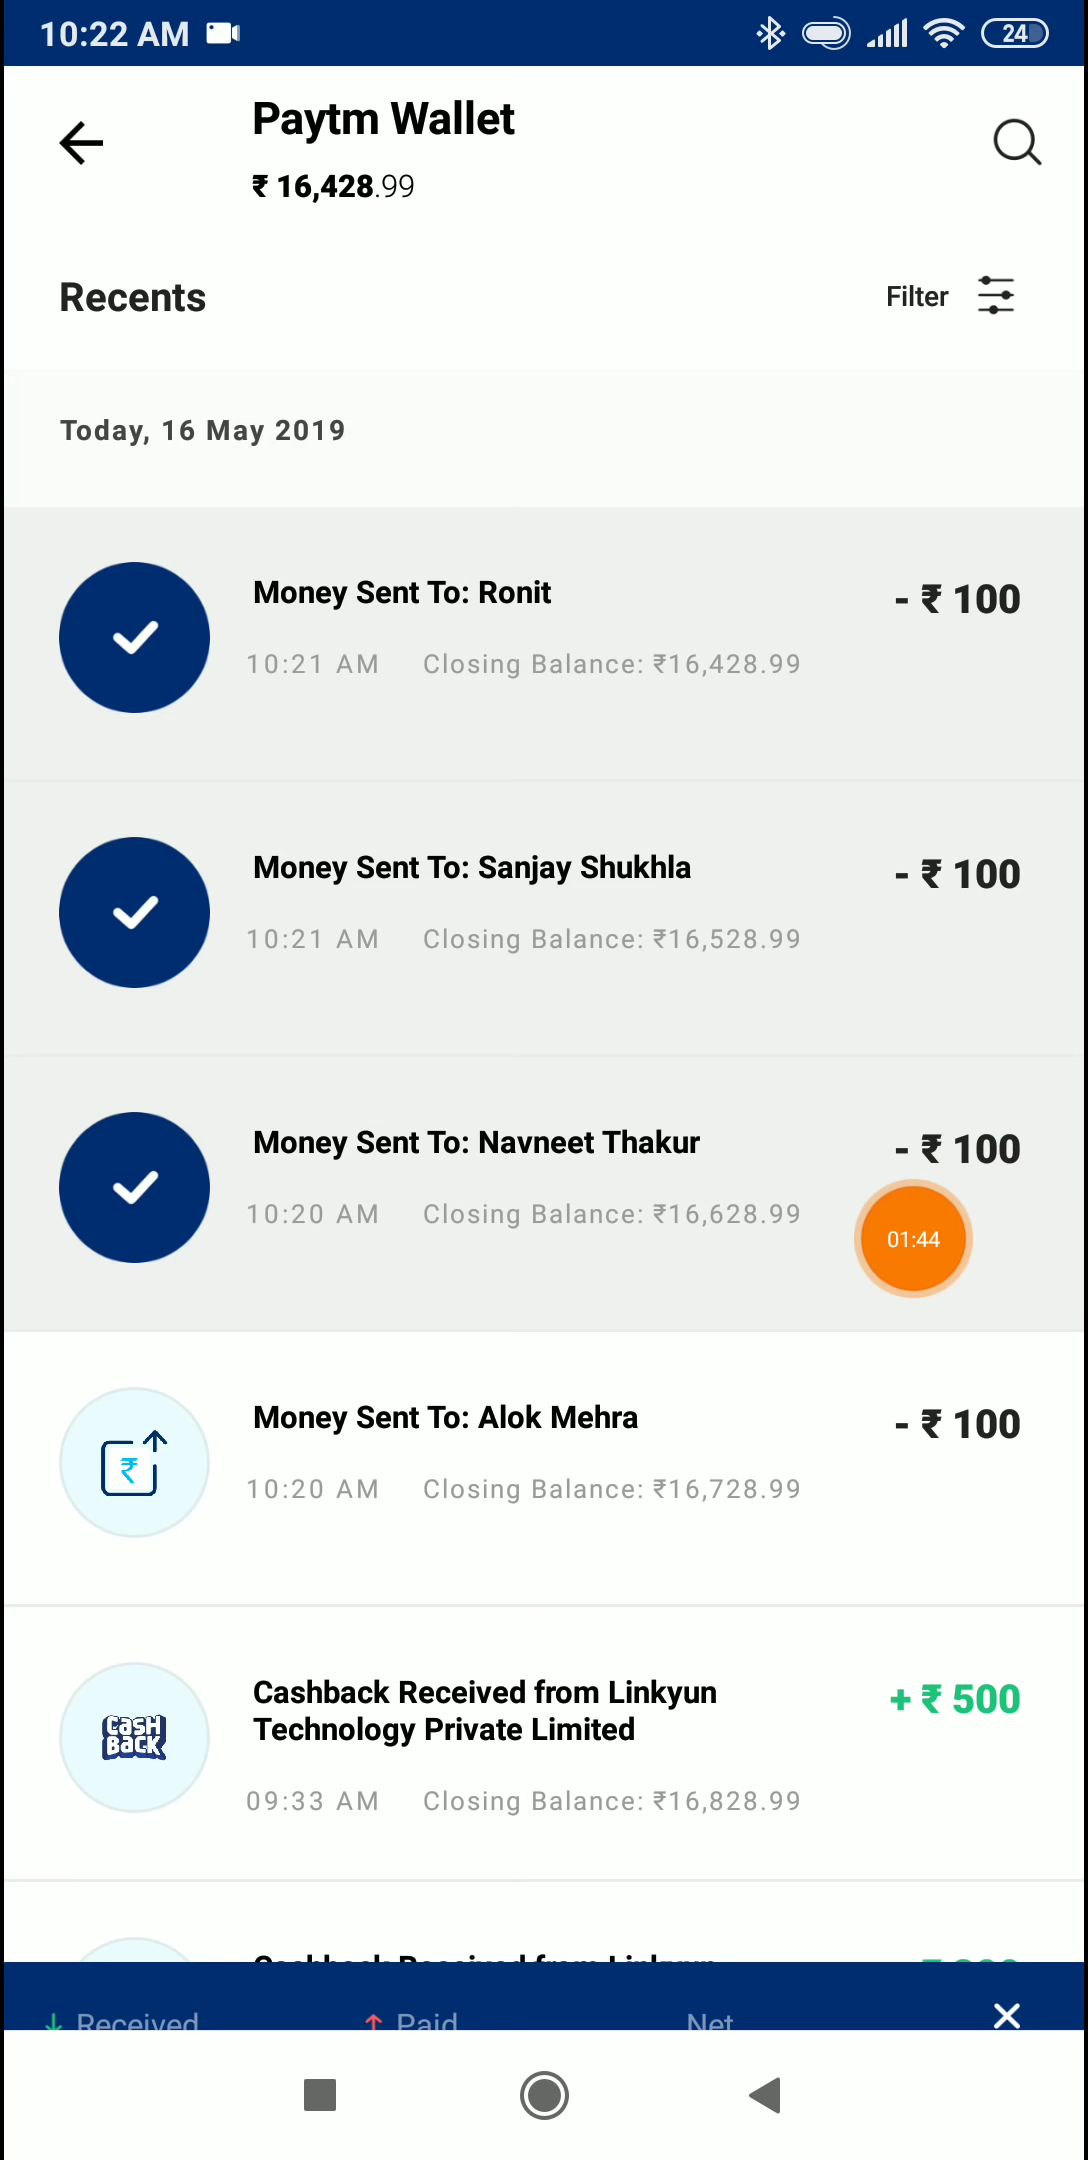 10:22 AM
24
Paytm Wallet
₹ 16,428.99
Recents
Filter
Today, 16 May 2019
Money Sent To: Ronit
- ₹ 100
10:21 AM Closing Balance: ₹16,428.99
Money Sent To: Sanjay Shukhla
- ₹ 100
10:21 AM Closing Balance: ₹16,528.99
Money Sent To: Navneet Thakur
- ₹ 100
10:20 AM Closing Balance: ₹16,628.99
01:44
₹
Money Sent To: Alok Mehra
- ₹ 100
10:20 AM Closing Balance: ₹16,728.99
CasH
BacK
Cashback Received from Linkyun
Technology Private Limited
+ ₹ 500
09:33 AM Closing Balance: ₹16,828.99
Cashback Received from Linkyun
Received Paid Net